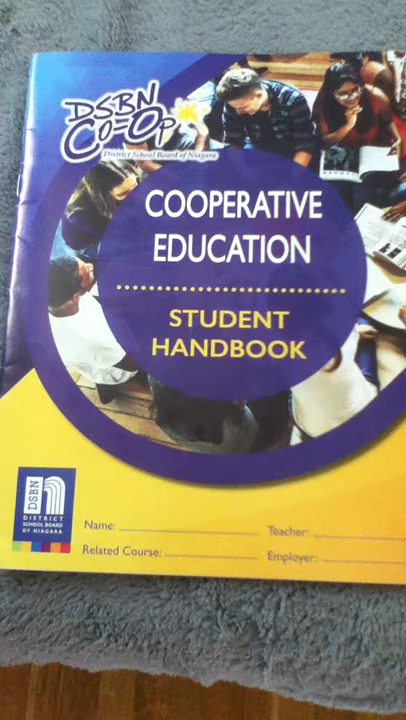 DSBN
CO-OP
District School Board of Niagara
COOPERATIVE
EDUCATION
STUDENT
HANDBOOK
DSBN
DISTRICT
SCHOOL BOARD
OF NIAGARA
Name:
Teacher:
Related Course:
Employer: